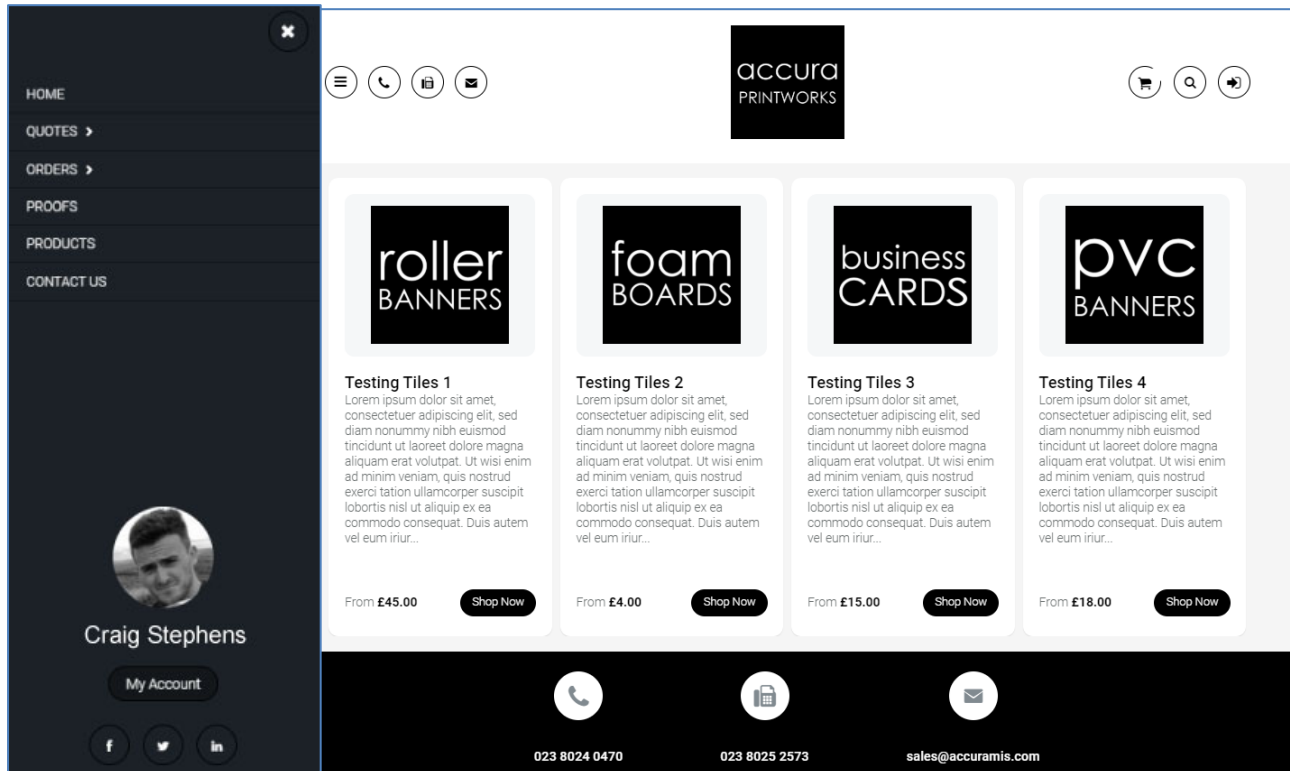 HOME
QUOTES
ORDERS
PROOFS
PRODUCTS
CONTACT US
Craig Stephens
My Account
accura
PRINTWORKS
roller
BANNERS
Testing Tiles 1
Lorem ipsum dolor sit amet,
consectetuer adipiscing elit, sed
diam nonummy nibh euismod
tincidunt ut laoreet dolore magna
aliquam erat volutpat. Ut wisi enim
ad minim veniam, quis nostrud
exerci tation ullamcorper suscipit
lobortis nisl ut aliquip ex ea
commodo consequat. Duis autem
vel eum iriur...
From £45.00
Shop Now
foam
BOARDS
Testing Tiles 2
Lorem ipsum dolor sit amet,
consectetuer adipiscing elit, sed
diam nonummy nibh euismod
tincidunt ut laoreet dolore magna
aliquam erat volutpat. Ut wisi enim
ad minim veniam, quis nostrud
exerci tation ullamcorper suscipit
lobortis nisl ut aliquip ex ea
commodo consequat. Duis autem
vel eum iriur...
From £4.00
Shop Now
business
CARDS
Testing Tiles 3
Lorem ipsum dolor sit amet,
consectetuer adipiscing elit, sed
diam nonummy nibh euismod
tincidunt ut laoreet dolore magna
aliquam erat volutpat. Ut wisi enim
ad minim veniam, quis nostrud
exerci tation ullamcorper suscipit
lobortis nisl ut aliquip ex ea
commodo consequat. Duis autem
vel eum iriur...
From £15.00
Shop Now
pvc
BANNERS
Testing Tiles 4
Lorem ipsum dolor sit amet,
consectetuer adipiscing elit, sed
diam nonummy nibh euismod
tincidunt ut laoreet dolore magna
aliquam erat volutpat. Ut wisi enim
ad minim veniam, quis nostrud
exerci tation ullamcorper suscipit
lobortis nisl ut aliquip ex ea
commodo consequat. Duis autem
vel eum iriur...
From £18.00
Shop Now
023 8024 0470
023 8025 2573
sales@accuramis.com